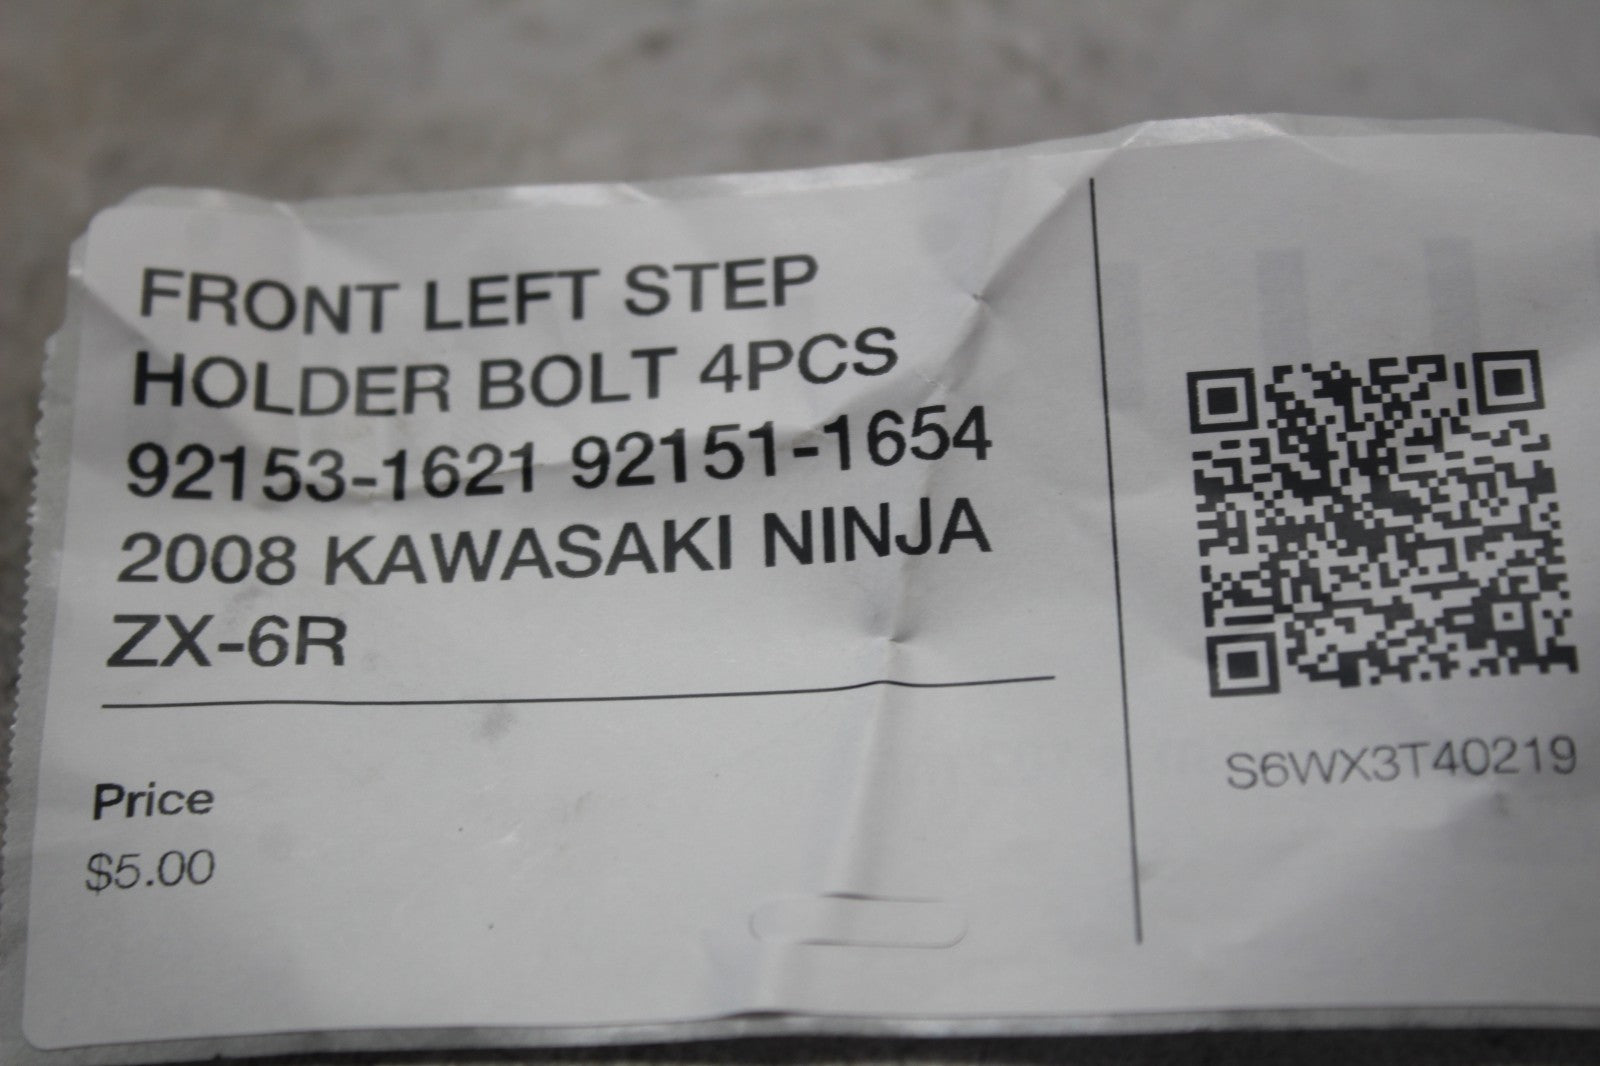 FRONT LEFT STEP
HOLDER BOLT 4PCS
92153-1621 92151-1654
2008 KAWASAKI NINJA
ZX-6R
Price
$5.00
S6WX3T40219